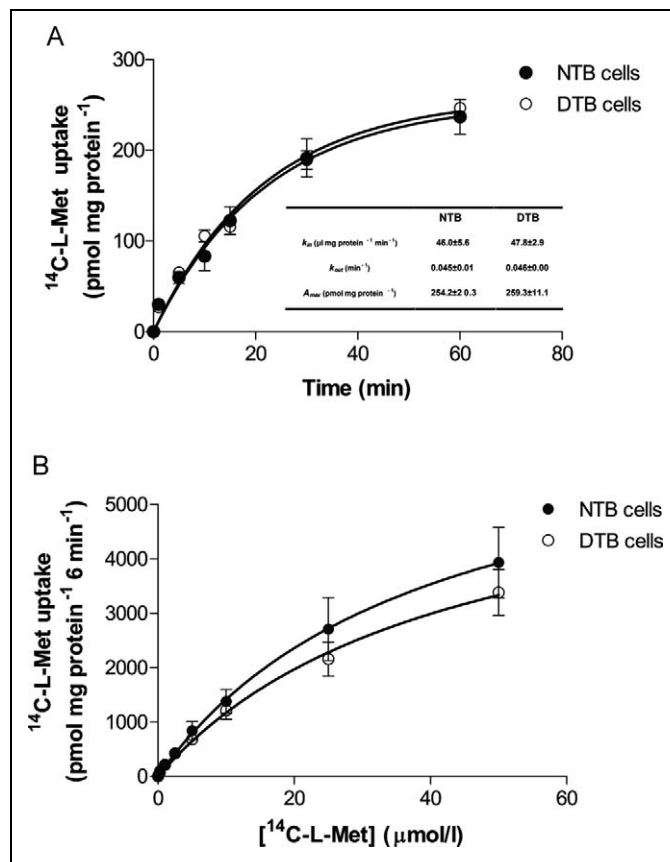 A
¹⁴C-L-Met uptake
(pmol mg protein⁻¹)
300
200
100
0
0 20 40 60 80
Time (min)
NTB cells
DTB cells
NTB DTB
kin (µl mg protein⁻¹ min⁻¹) 46.0±5.6 47.8±2.9
kout (min⁻¹) 0.045±0.01 0.046±0.00
Amax (pmol mg protein⁻¹) 254.2±2 0.3 259.3±11.1
B
¹⁴C-L-Met uptake
(pmol mg protein⁻¹ 6 min⁻¹)
5000
4000
3000
2000
1000
0
0 20 40 60
[¹⁴C-L-Met] (µmol/l)
NTB cells
DTB cells